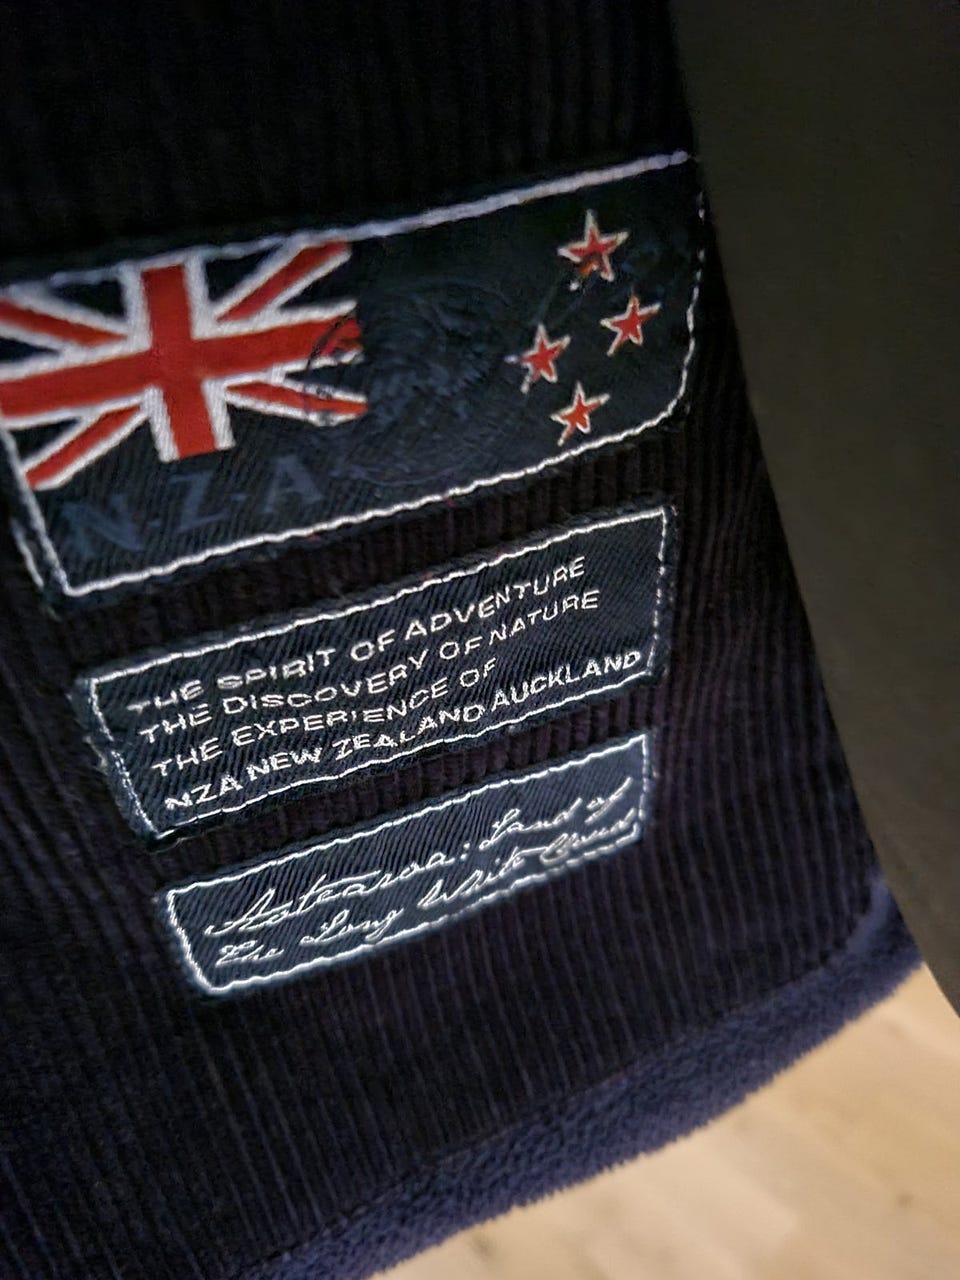 N·Z·A
THE SPIRIT OF ADVENTURE
THE DISCOVERY OF NATURE
THE EXPERIENCE OF
NZA NEW ZEALAND AUCKLAND
Aotearoa: Land of
The Long White Cloud